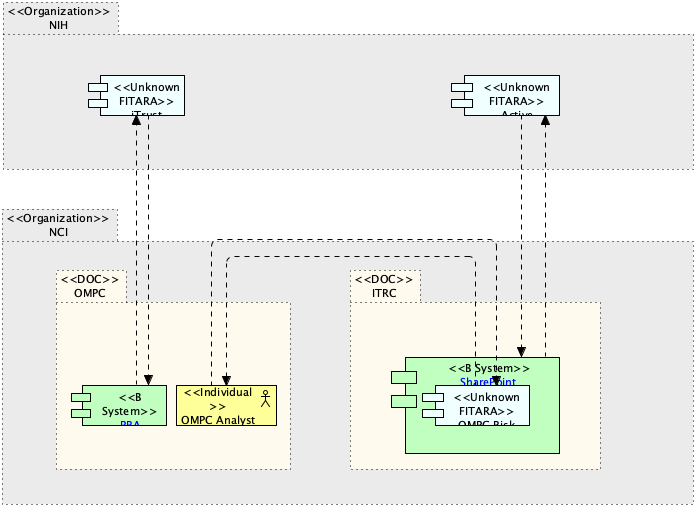 <<Organization>>
NIH
<<Unknown
FITARA>>
iTrust
<<Unknown
FITARA>>
Active
<<Organization>>
NCI
<<DOC>>
OMPC
<<DOC>>
ITRC
<<B
System>>
PBA
<<Individual
>>
OMPC Analyst
<<B System>>
SharePoint
<<Unknown
FITARA>>
OMPC Risk